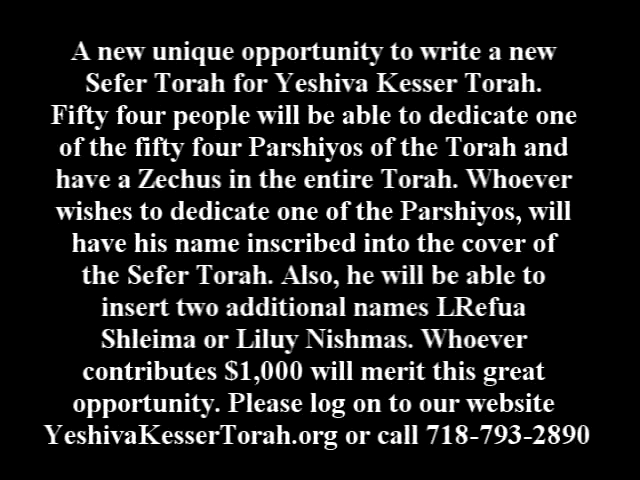 A new unique opportunity to write a new
Sefer Torah for Yeshiva Kesser Torah.
Fifty four people will be able to dedicate one
of the fifty four Parshiyos of the Torah and
have a Zechus in the entire Torah. Whoever
wishes to dedicate one of the Parshiyos, will
have his name inscribed into the cover of
the Sefer Torah. Also, he will be able to
insert two additional names LRefua
Shleima or Liluy Nishmas. Whoever
contributes $1,000 will merit this great
opportunity. Please log on to our website
YeshivaKesserTorah.org or call 718-793-2890